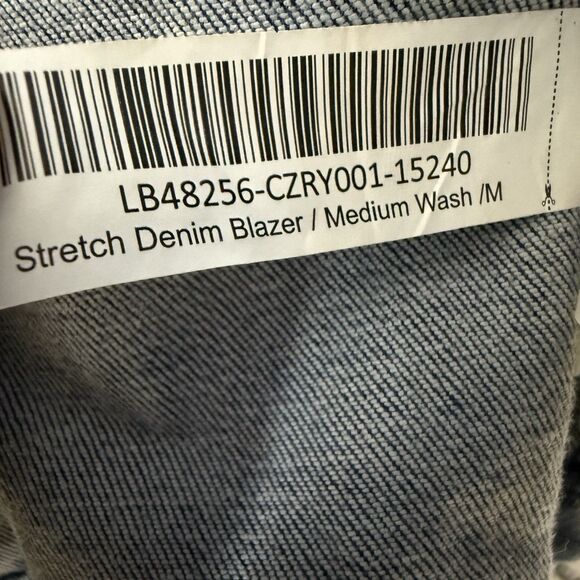 LB48256-CZRY001-15240
Stretch Denim Blazer / Medium Wash /M